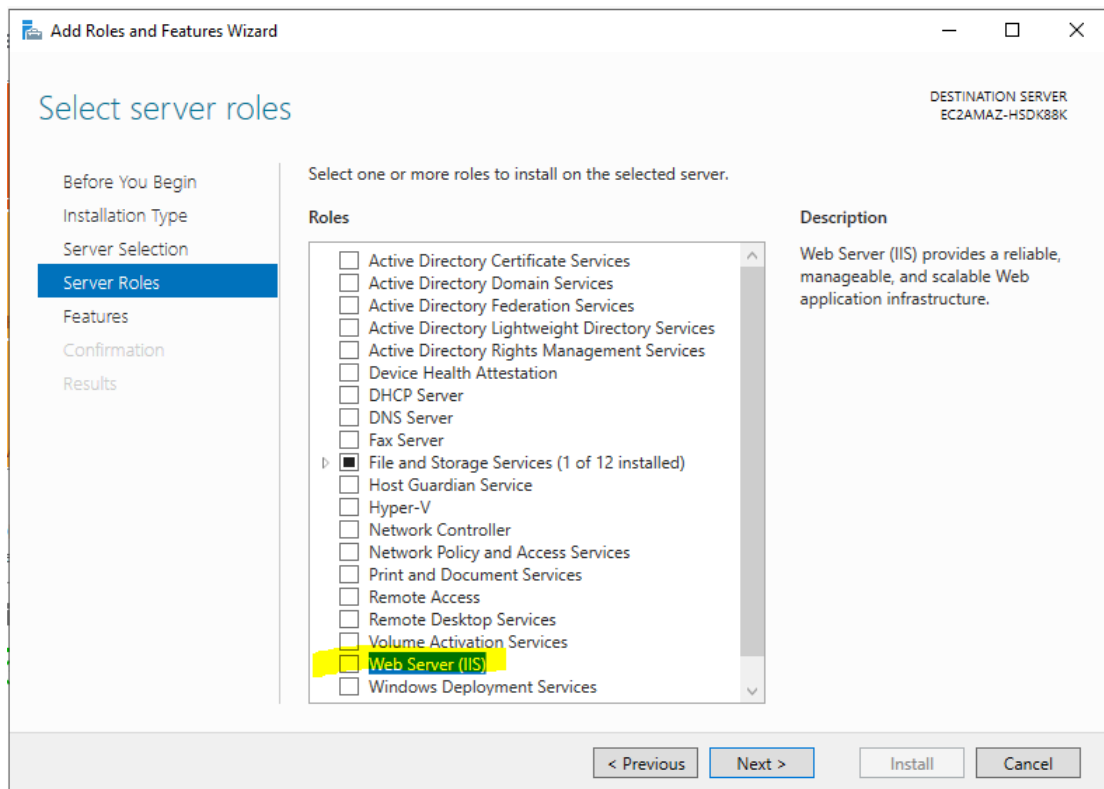 Add Roles and Features Wizard
Select server roles
DESTINATION SERVER
EC2AMAZ-HSDK88K
Before You Begin
Installation Type
Server Selection
Server Roles
Features
Confirmation
Results
Select one or more roles to install on the selected server.
Roles
Active Directory Certificate Services
Active Directory Domain Services
Active Directory Federation Services
Active Directory Lightweight Directory Services
Active Directory Rights Management Services
Device Health Attestation
DHCP Server
DNS Server
Fax Server
File and Storage Services (1 of 12 installed)
Host Guardian Service
Hyper-V
Network Controller
Network Policy and Access Services
Print and Document Services
Remote Access
Remote Desktop Services
Volume Activation Services
Web Server (IIS)
Windows Deployment Services
Description
Web Server (IIS) provides a reliable,
manageable, and scalable Web
application infrastructure.
< Previous
Next >
Install
Cancel